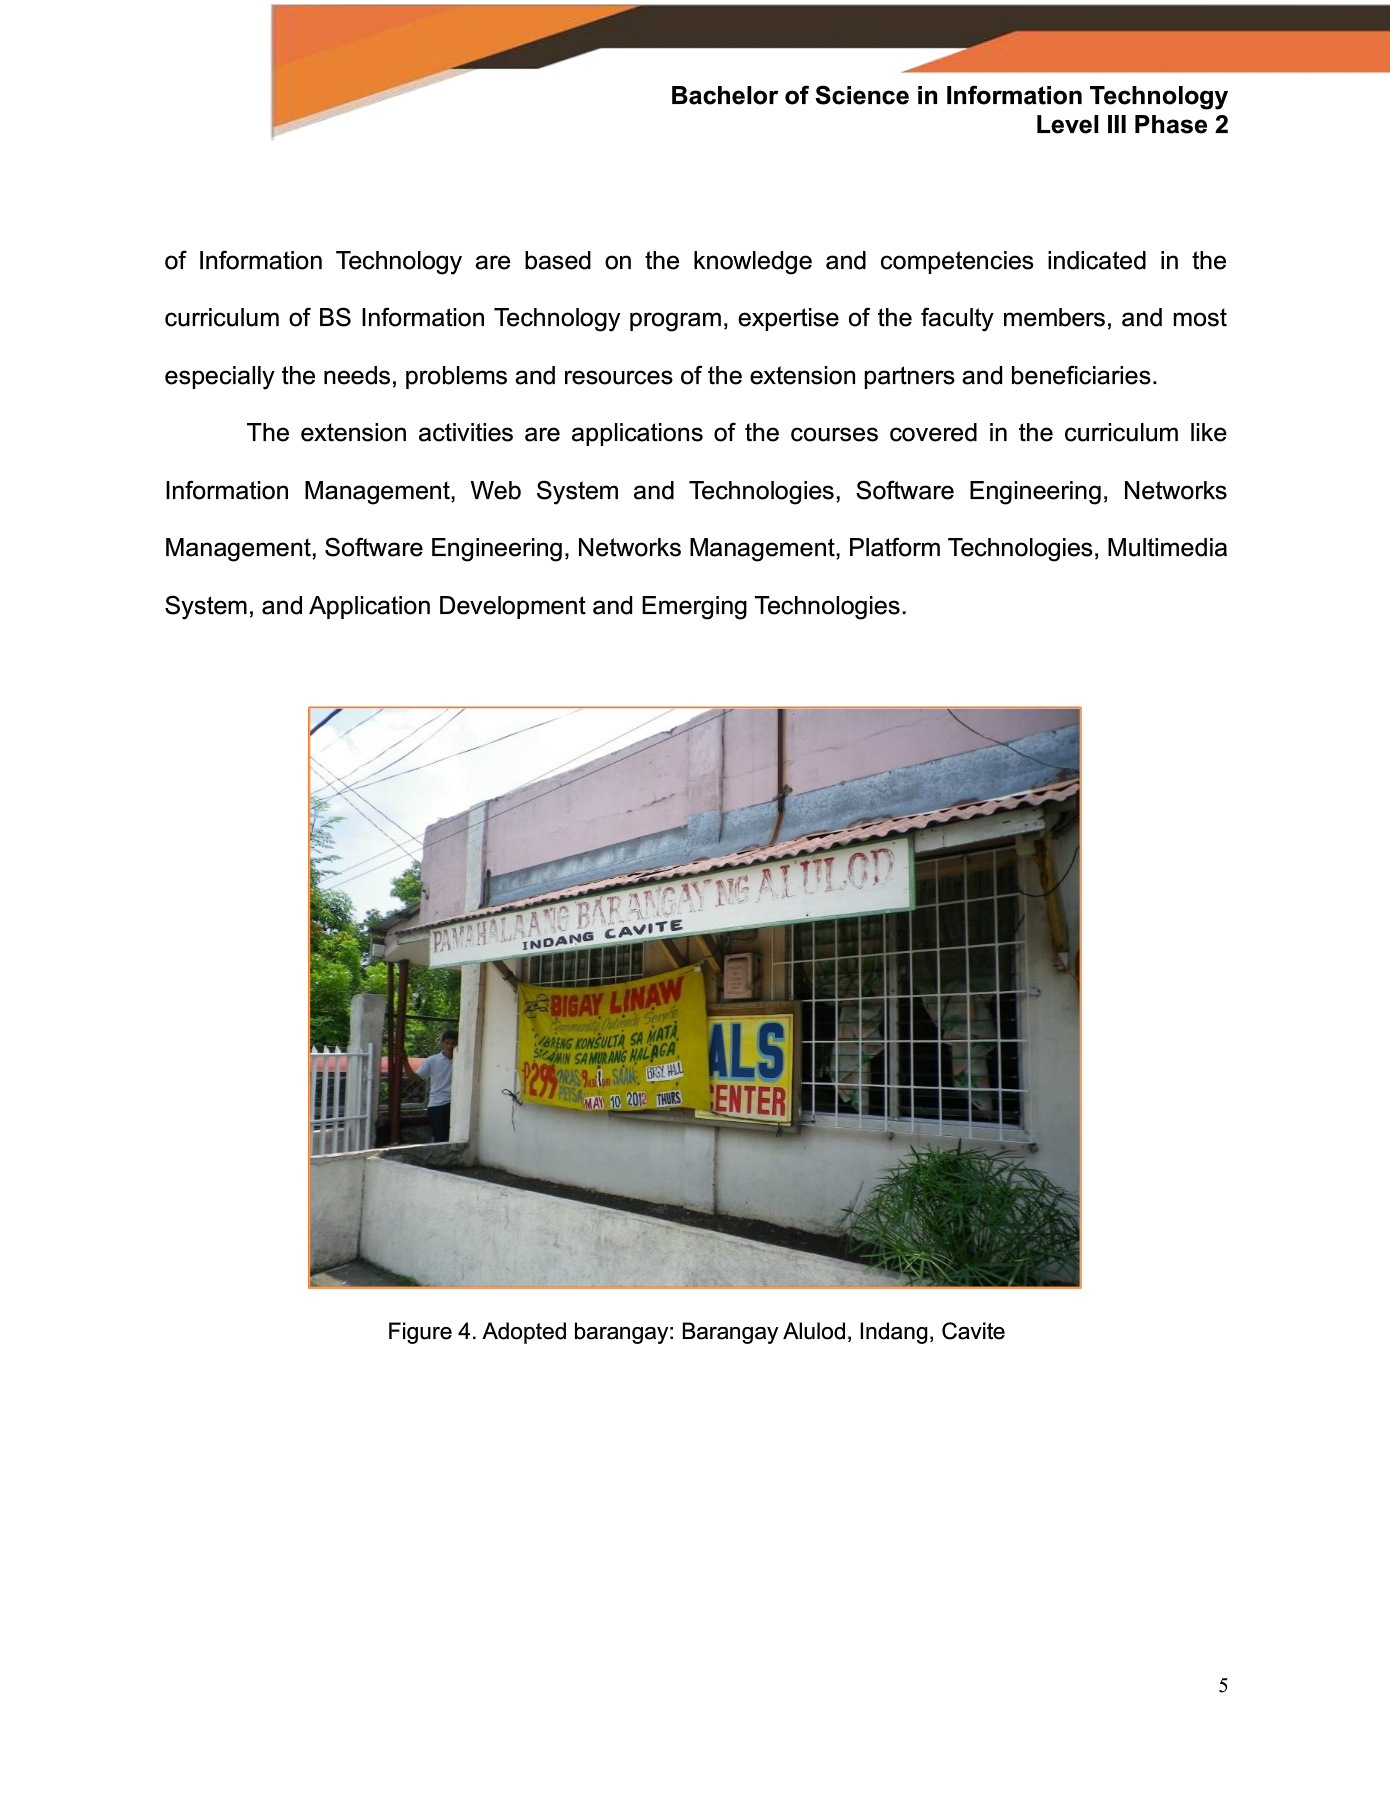 Bachelor of Science in Information Technology
Level III Phase 2
of Information Technology are based on the knowledge and competencies indicated in the
curriculum of BS Information Technology program, expertise of the faculty members, and most
especially the needs, problems and resources of the extension partners and beneficiaries.
The extension activities are applications of the courses covered in the curriculum like
Information Management, Web System and Technologies, Software Engineering, Networks
Management, Software Engineering, Networks Management, Platform Technologies, Multimedia
System, and Application Development and Emerging Technologies.
PAMAHALAANG BARANGAY NG ALULOD
INDANG CAVITE
BIGAY LINAW
Community Outreach Service
KONSULTA SA MATA
SA MURANG HALAGA
₱299 ORAS SAAN: BRGY. HALL
PETSA MAY 10 2012 THURS
ALS
CENTER
Figure 4. Adopted barangay: Barangay Alulod, Indang, Cavite
5